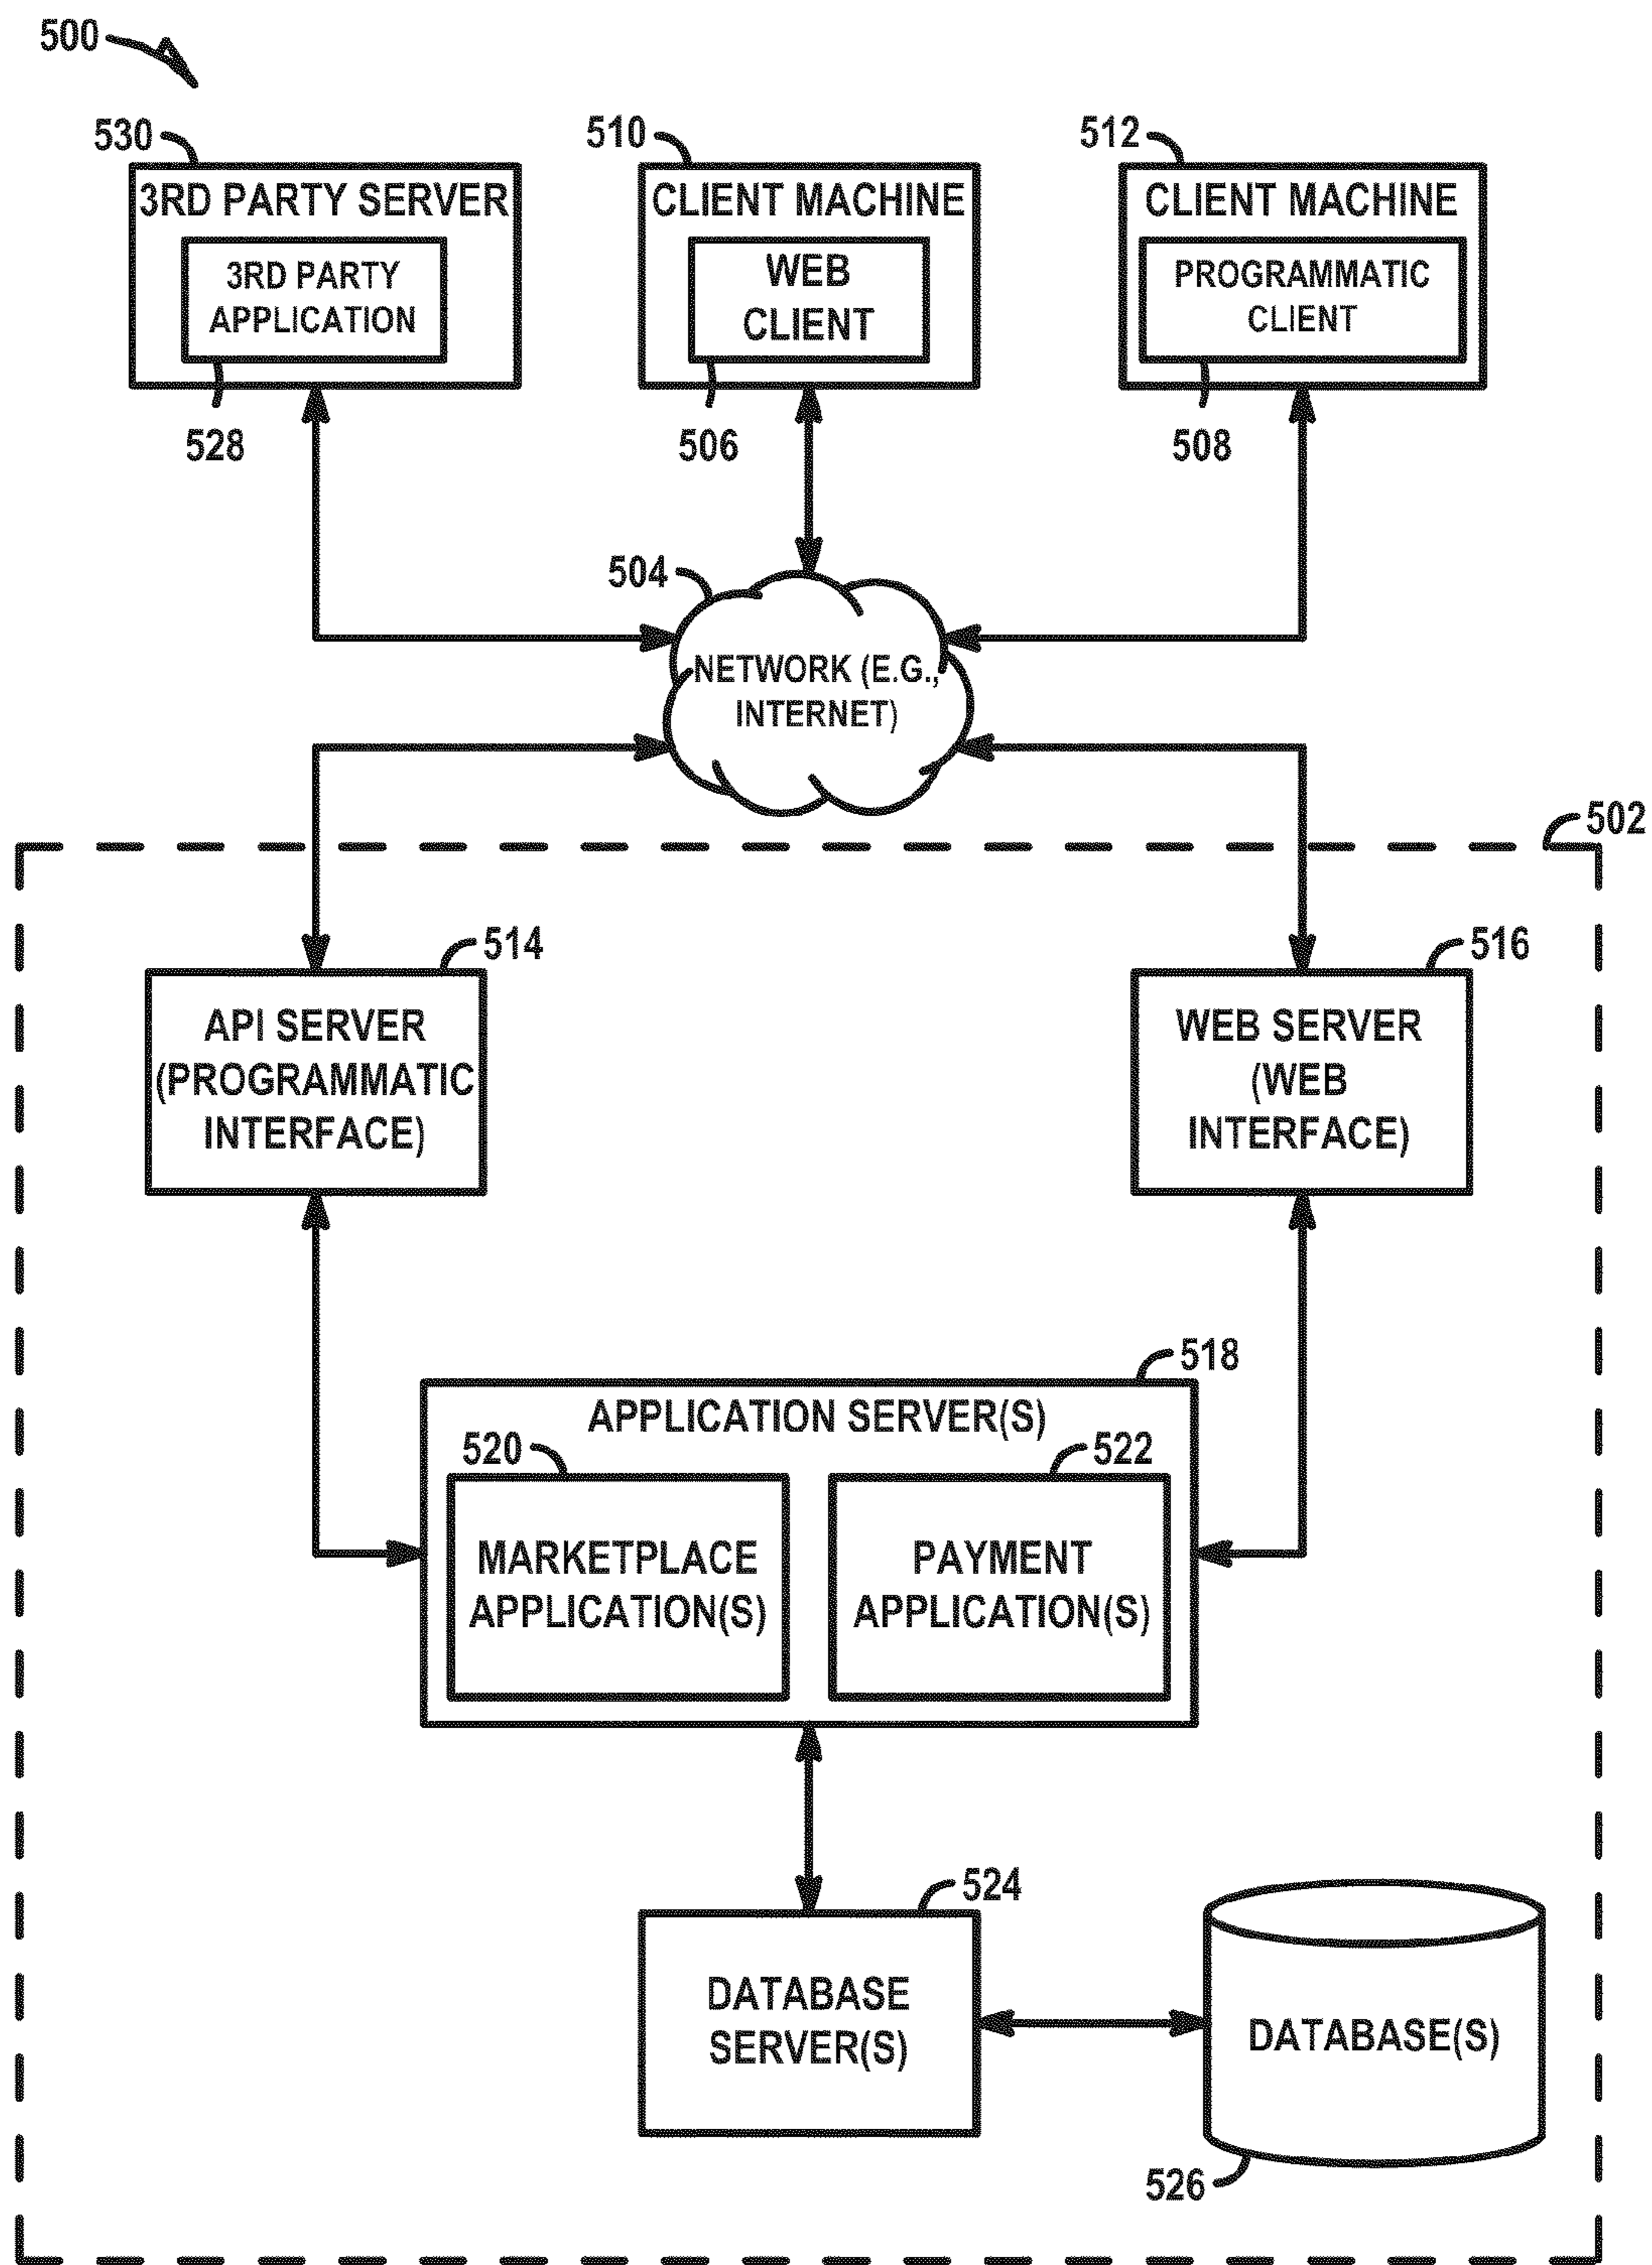 500
530
510
512
3RD PARTY SERVER
CLIENT MACHINE
CLIENT MACHINE
3RD PARTY
APPLICATION
WEB
CLIENT
PROGRAMMATIC
CLIENT
528
506
508
504
NETWORK (E.G.,
INTERNET)
502
514
516
API SERVER
(PROGRAMMATIC
INTERFACE)
WEB SERVER
(WEB
INTERFACE)
518
APPLICATION SERVER(S)
520
522
MARKETPLACE
APPLICATION(S)
PAYMENT
APPLICATION(S)
524
DATABASE
SERVER(S)
DATABASE(S)
526